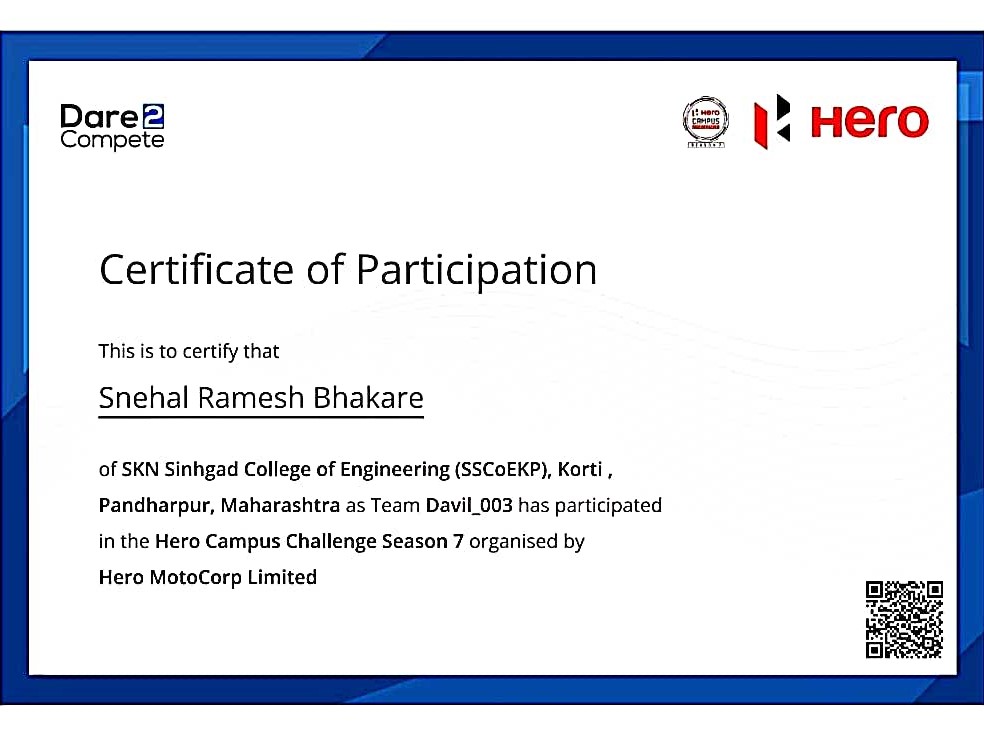 Dare2
Compete
Hero
CAMPUS
SEASON 7
Hero
Certificate of Participation
This is to certify that
Snehal Ramesh Bhakare
of SKN Sinhgad College of Engineering (SSCoEKP), Korti ,
Pandharpur, Maharashtra as Team Davil_003 has participated
in the Hero Campus Challenge Season 7 organised by
Hero MotoCorp Limited